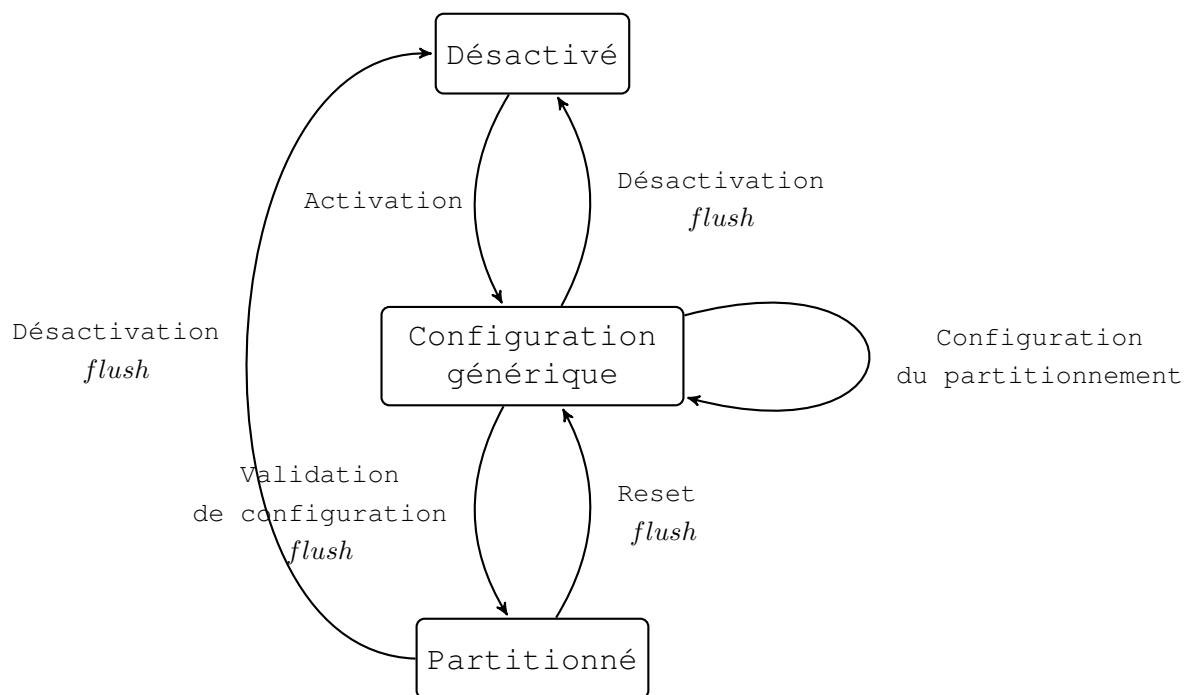 Désactivé
Activation
Désactivation
flush
Configuration
générique
Configuration
du partitionnement
Désactivation
flush
Validation
de configuration
flush
Reset
flush
Partitionné